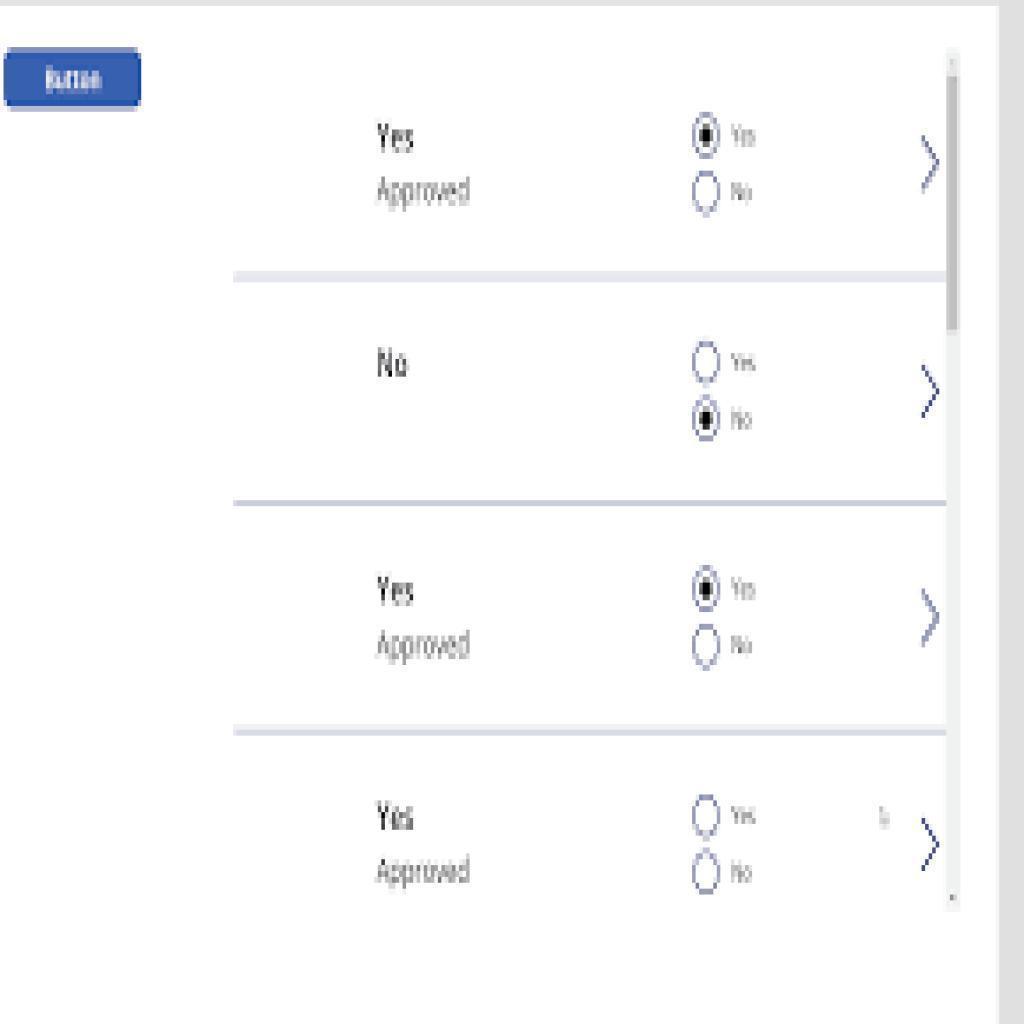 Button
Yes
Yes
Approved
No
No
Yes
No
Yes
Yes
Approved
No
Yes
Yes
Approved
No